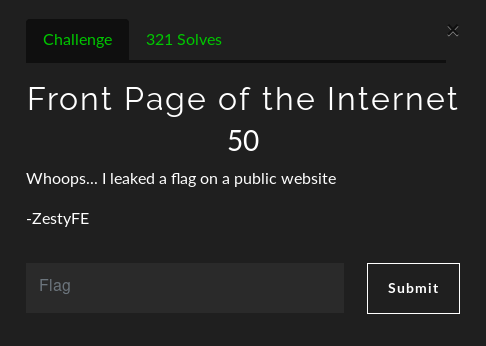 Challenge
321 Solves
×
Front Page of the Internet
50
Whoops... I leaked a flag on a public website
-ZestyFE
Flag
Submit